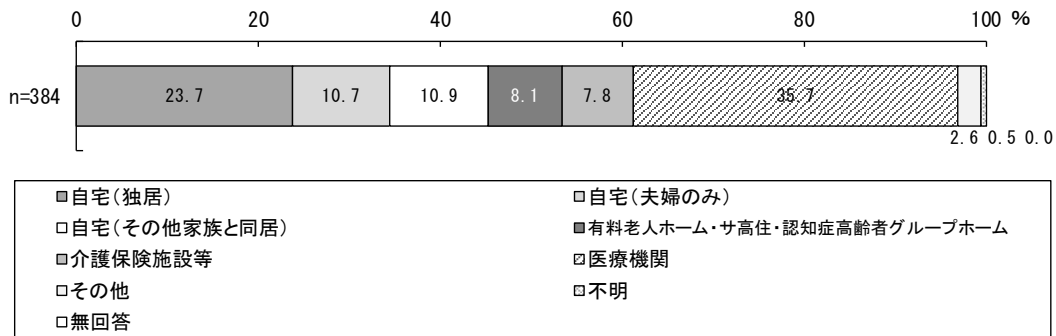 0 20 40 60 80 100 %
n=384 23.7 10.7 10.9 8.1 7.8 35.7
2.6 0.5 0.0
自宅(独居) 自宅(夫婦のみ)
自宅(その他家族と同居) 有料老人ホーム・サ高住・認知症高齢者グループホーム
介護保険施設等 医療機関
その他 不明
無回答